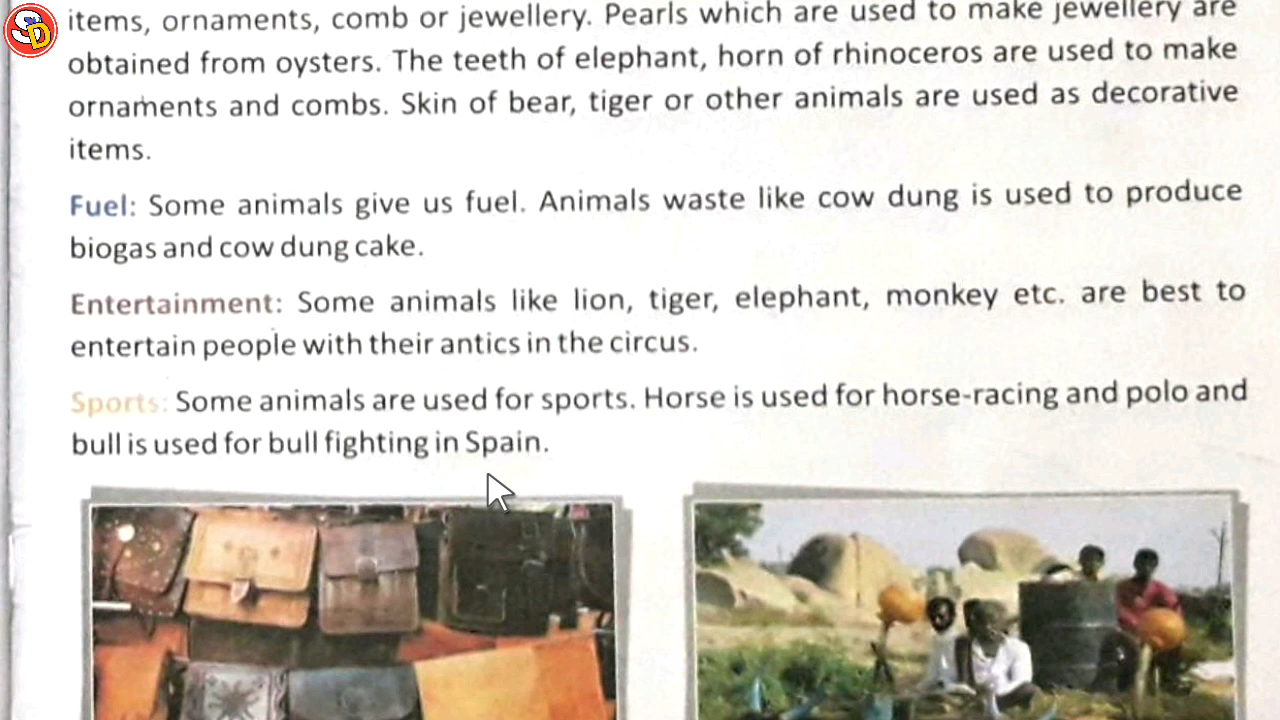 SD
items, ornaments, comb or jewellery. Pearls which are used to make jewellery are
obtained from oysters. The teeth of elephant, horn of rhinoceros are used to make
ornaments and combs. Skin of bear, tiger or other animals are used as decorative
items.
Fuel: Some animals give us fuel. Animals waste like cow dung is used to produce
biogas and cow dung cake.
Entertainment: Some animals like lion, tiger, elephant, monkey etc. are best to
entertain people with their antics in the circus.
Sports: Some animals are used for sports. Horse is used for horse-racing and polo and
bull is used for bull fighting in Spain.